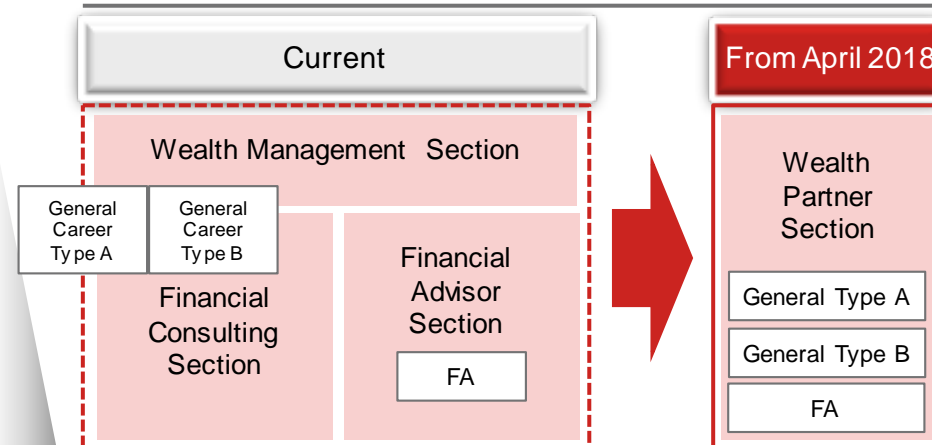 Current
From April 2018
Wealth Management Section
General
Career
Type A
General
Career
Type B
Financial
Consulting
Section
Financial
Advisor
Section
FA
Wealth
Partner
Section
General Type A
General Type B
FA